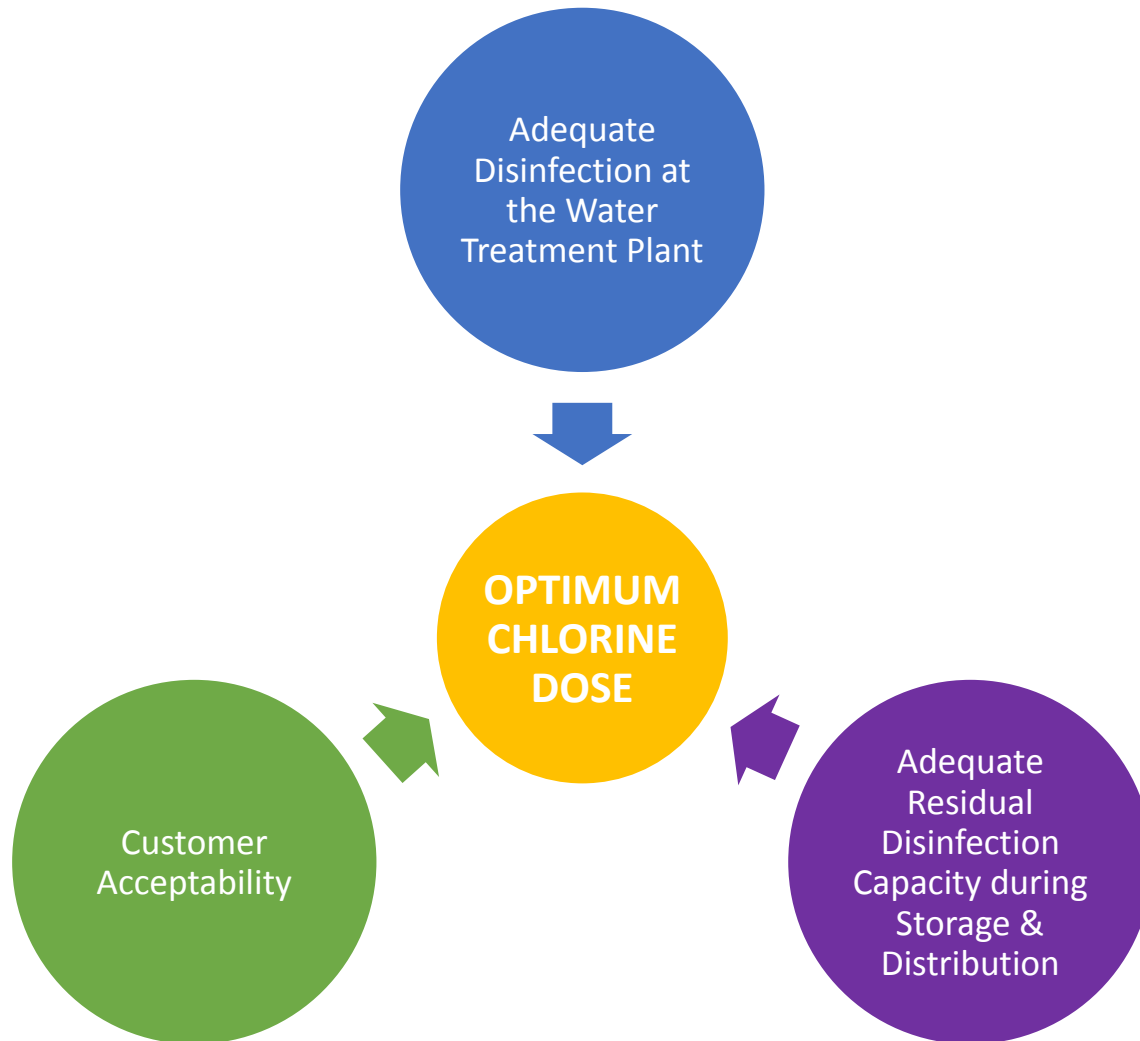 Adequate
Disinfection at
the Water
Treatment Plant
OPTIMUM
CHLORINE
DOSE
Customer
Acceptability
Adequate
Residual
Disinfection
Capacity during
Storage &
Distribution